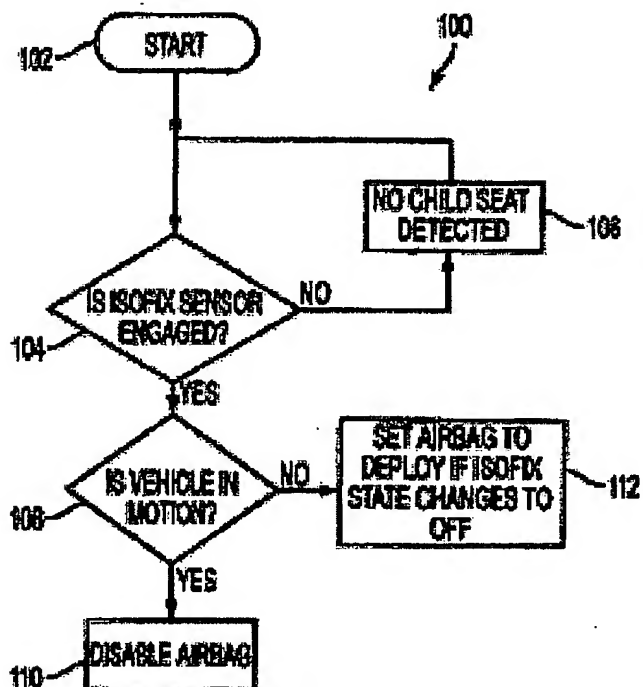 100
102
START
NO CHILD SEAT
DETECTED
106
IS ISOFIX SENSOR
ENGAGED?
NO
104
YES
IS VEHICLE IN
MOTION?
NO
108
SET AIRBAG TO
DEPLOY IF ISOFIX
STATE CHANGES TO
OFF
112
YES
DISABLE AIRBAG
110